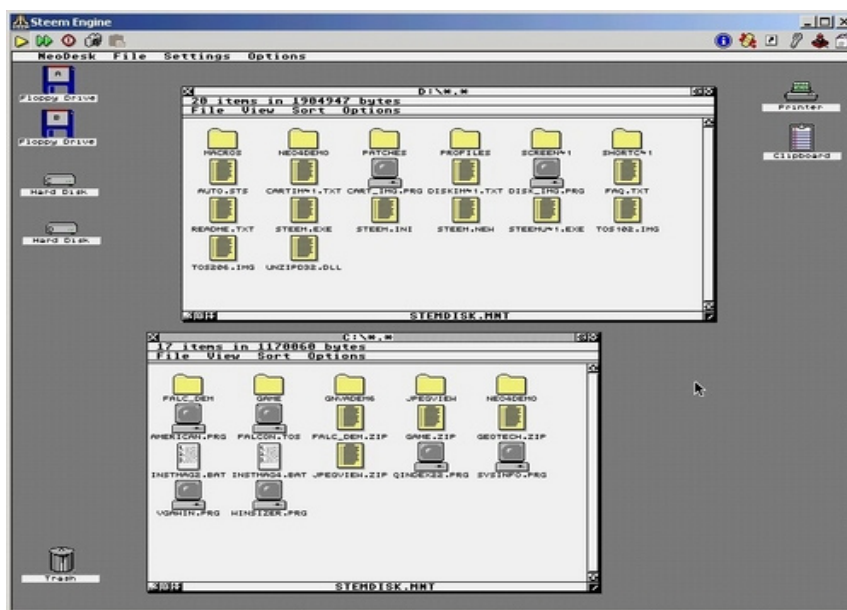 Steem Engine
NeoDesk File Settings Options
A
Floppy Drive
B
Floppy Drive
Hard Disk
Hard Disk
Trash
Printer
Clipboard
D:\*.*
20 items in 1904947 bytes
File View Sort Options
MACROS NEO4DEMO PATCHES PROFILES SCREEN~1 SHORTC~1
AUTO.STS CARTIM~1.TXT CART_IMG.PRG DISKIM~1.TXT DISK_IMG.PRG FAQ.TXT
README.TXT STEEM.EXE STEEM.INI STEEM.NEW STEEMU~1.EXE TOS102.IMG
TOS206.IMG UNZIPD32.DLL
STEMDISK.MNT
C:\*.*
17 items in 1170060 bytes
File View Sort Options
FALC_DEM GAME GNVADEM6 JPEGVIEW NEO4DEMO
AMERICAN.PRG FALCON.TOS FALC_DEM.ZIP GAME.ZIP GEOTECH.ZIP
INSTMAG2.BAT INSTMAG4.BAT JPEGVIEW.ZIP QINDEX22.PRG SYSINFO.PRG
VGAWIN.PRG WINSIZER.PRG
STEMDISK.MNT